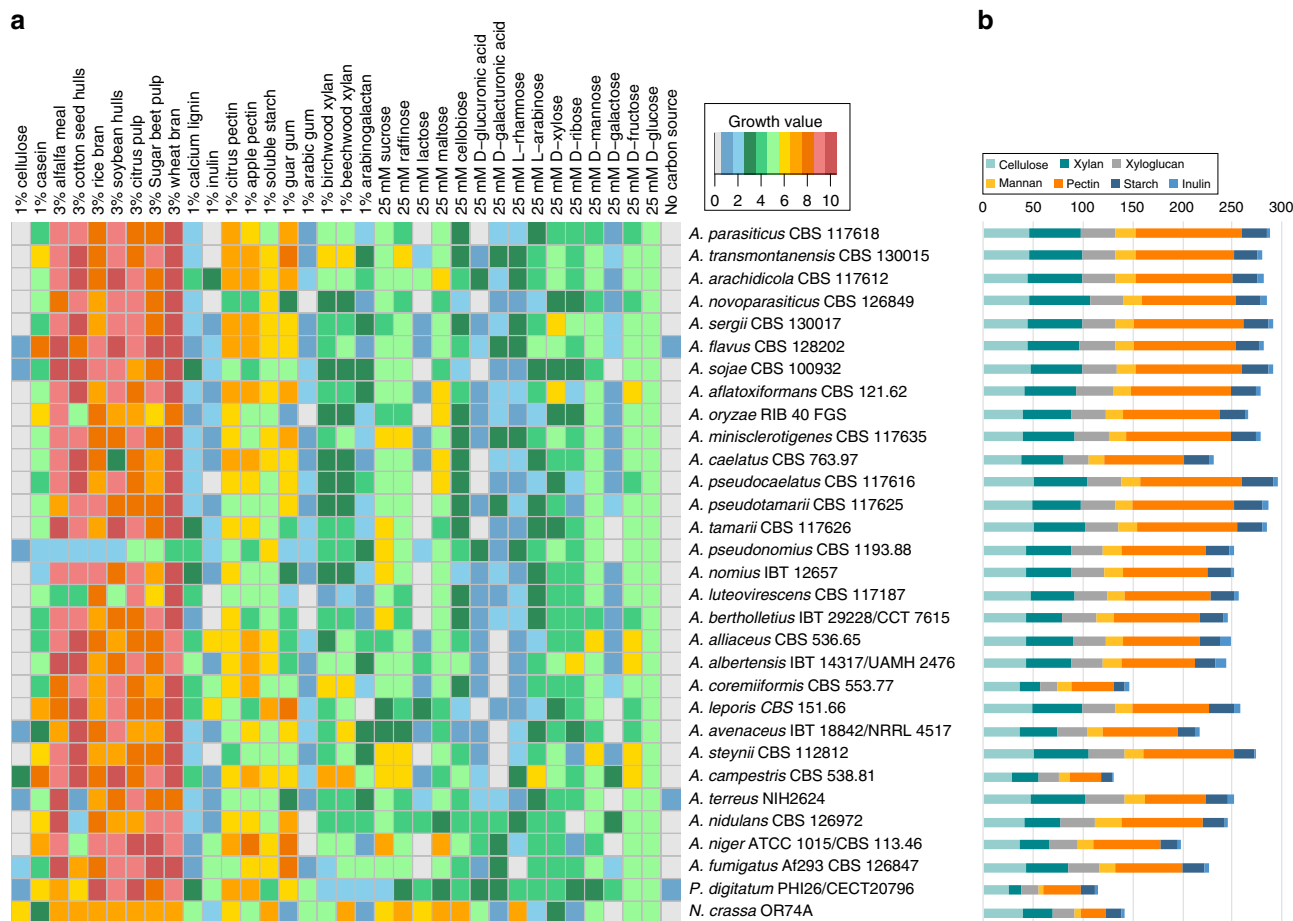 a
b
1% cellulose
1% casein
3% alfalfa meal
3% cotton seed hulls
3% rice bran
3% soybean hulls
3% citrus pulp
3% Sugar beet pulp
3% wheat bran
1% calcium lignin
1% inulin
1% citrus pectin
1% apple pectin
1% soluble starch
1% guar gum
1% arabic gum
1% birchwood xylan
1% beechwood xylan
1% arabinogalactan
25 mM sucrose
25 mM raffinose
25 mM lactose
25 mM maltose
25 mM cellobiose
25 mM D–glucuronic acid
25 mM D–galacturonic acid
25 mM L–rhamnose
25 mM L–arabinose
25 mM D–xylose
25 mM D–ribose
25 mM D–mannose
25 mM D–galactose
25 mM D–fructose
25 mM D–glucose
No carbon source
Growth value
0 2 4 6 8 10
Cellulose Xylan Xyloglucan
Mannan Pectin Starch Inulin
0 50 100 150 200 250 300
A. parasiticus CBS 117618
A. transmontanensis CBS 130015
A. arachidicola CBS 117612
A. novoparasiticus CBS 126849
A. sergii CBS 130017
A. flavus CBS 128202
A. sojae CBS 100932
A. aflatoxiformans CBS 121.62
A. oryzae RIB 40 FGS
A. minisclerotigenes CBS 117635
A. caelatus CBS 763.97
A. pseudocaelatus CBS 117616
A. pseudotamarii CBS 117625
A. tamarii CBS 117626
A. pseudonomius CBS 1193.88
A. nomius IBT 12657
A. luteovirescens CBS 117187
A. bertholletius IBT 29228/CCT 7615
A. alliaceus CBS 536.65
A. albertensis IBT 14317/UAMH 2476
A. coremiiformis CBS 553.77
A. leporis CBS 151.66
A. avenaceus IBT 18842/NRRL 4517
A. steynii CBS 112812
A. campestris CBS 538.81
A. terreus NIH2624
A. nidulans CBS 126972
A. niger ATCC 1015/CBS 113.46
A. fumigatus Af293 CBS 126847
P. digitatum PHI26/CECT20796
N. crassa OR74A